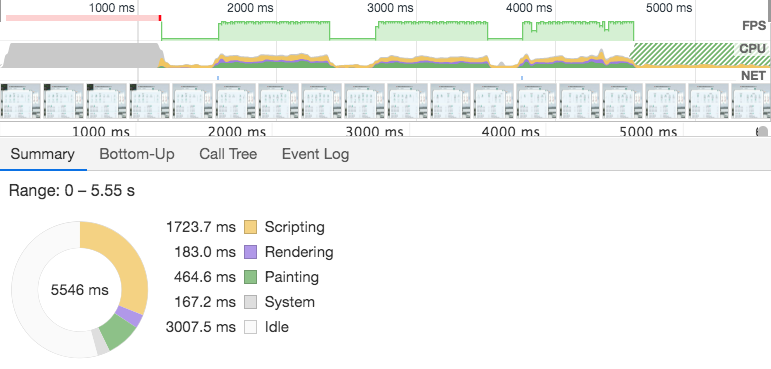 1000 ms 2000 ms 3000 ms 4000 ms 5000 ms
FPS
CPU
NET
1000 ms 2000 ms 3000 ms 4000 ms 5000 ms
Summary Bottom-Up Call Tree Event Log
Range: 0 – 5.55 s
1723.7 ms Scripting
183.0 ms Rendering
5546 ms
464.6 ms Painting
167.2 ms System
3007.5 ms Idle